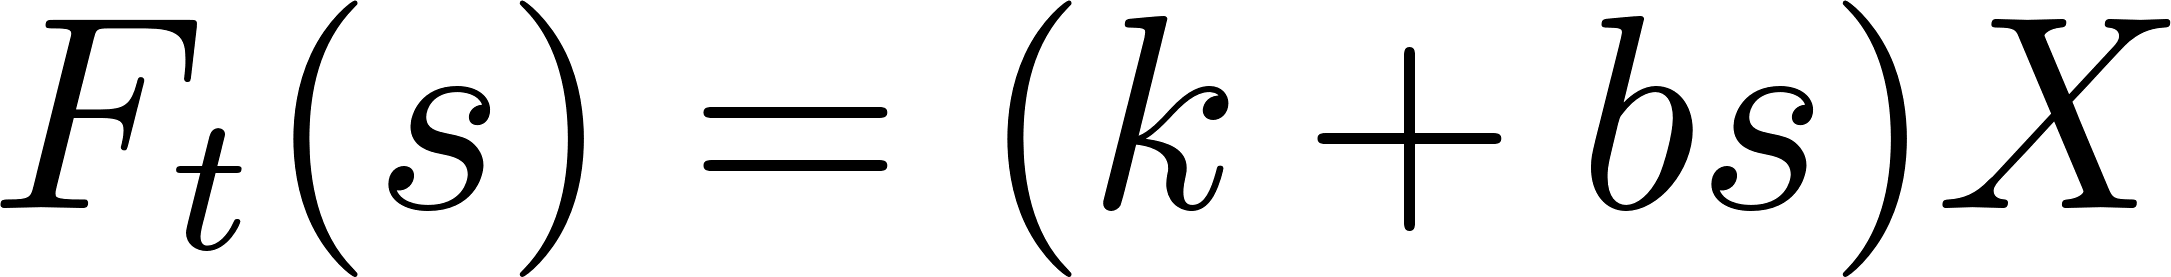 F_t(s) = (k + bs)X